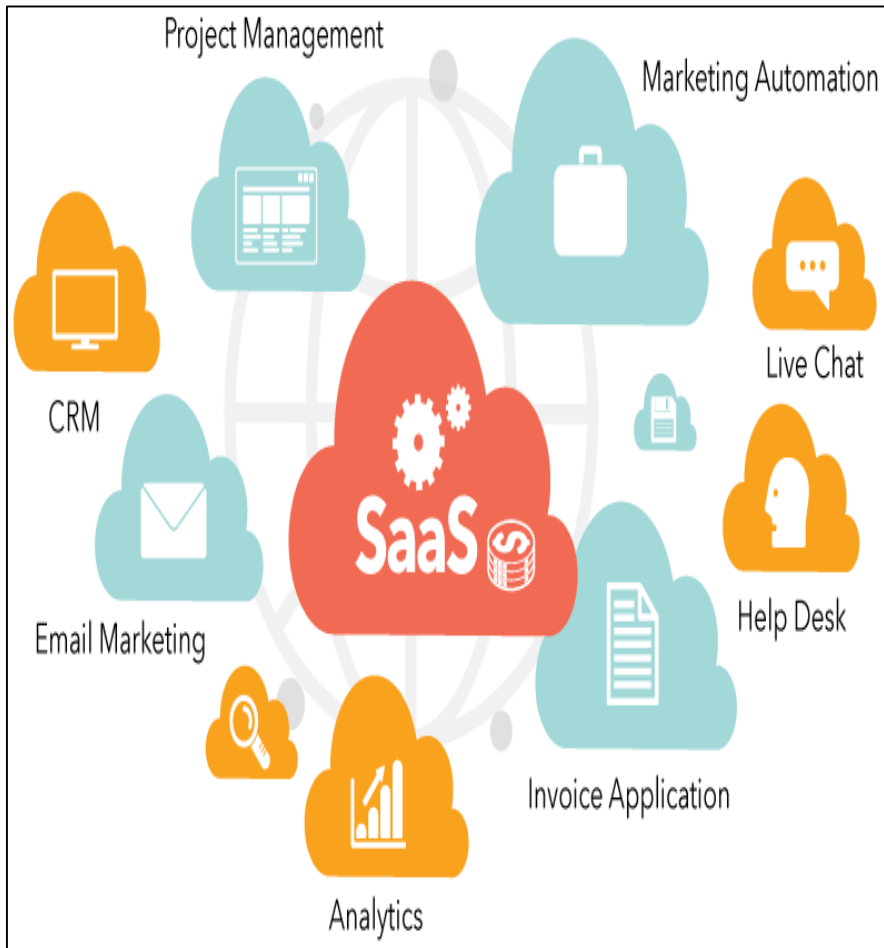 Project Management
Marketing Automation
CRM
Live Chat
SaaS
$
Email Marketing
Help Desk
Invoice Application
Analytics